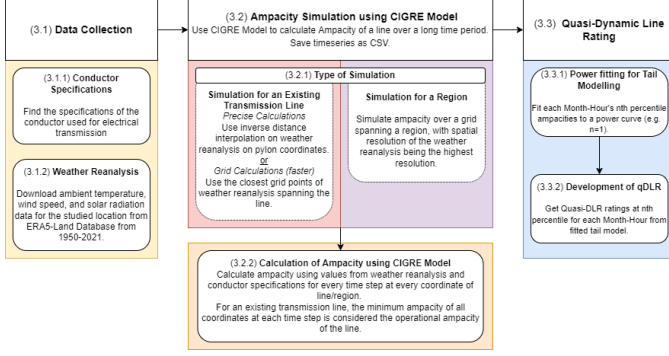 (3.1) Data Collection
(3.1.1) Conductor
Specifications
Find the specifications of the
conductor used for electrical
transmission
(3.1.2) Weather Reanalysis
Download ambient temperature,
wind speed, and solar radiation
data for the studied location from
ERA5-Land Database from
1950-2021.
(3.2) Ampacity Simulation using CIGRE Model
Use CIGRE Model to calculate Ampacity of a line over a long time period.
Save timeseries as CSV.
(3.2.1) Type of Simulation
Simulation for an Existing
Transmission Line
Precise Calculations
Use inverse distance
interpolation on weather
reanalysis on pylon coordinates.
or
Grid Calculations (faster)
Use the closest grid points of
weather reanalysis spanning the
line.
Simulation for a Region
Simulate ampacity over a grid
spanning a region, with spatial
resolution of the weather
reanalysis being the highest
resolution.
(3.2.2) Calculation of Ampacity using CIGRE Model
Calculate ampacity using values from weather reanalysis and
conductor specifications for every time step at every coordinate of
line/region.
For an existing transmission line, the minimum ampacity of all
coordinates at each time step is considered the operational ampacity
of the line.
(3.3) Quasi-Dynamic Line
Rating
(3.3.1) Power fitting for Tail
Modelling
Fit each Month-Hour's nth percentile
ampacities to a power curve (e.g.
n=1).
(3.3.2) Development of qDLR
Get Quasi-DLR ratings at nth
percentile for each Month-Hour from
fitted tail model.